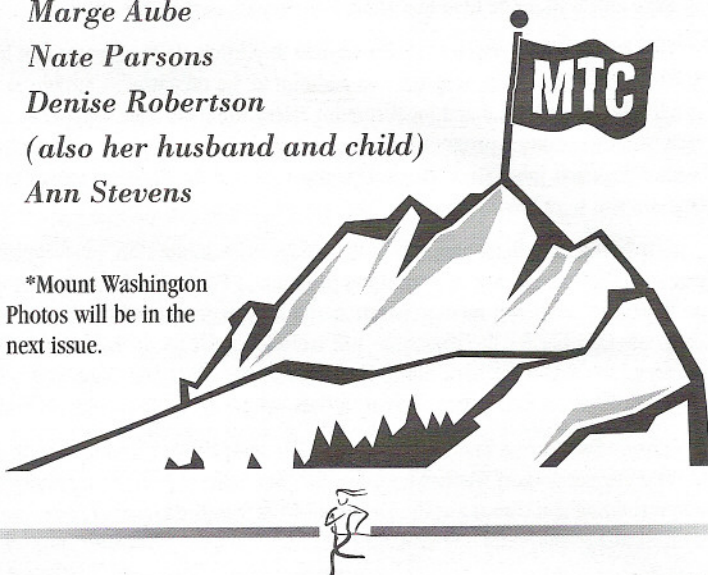 Marge Aube
Nate Parsons
Denise Robertson
(also her husband and child)
Ann Stevens
MTC
*Mount Washington
Photos will be in the
next issue.